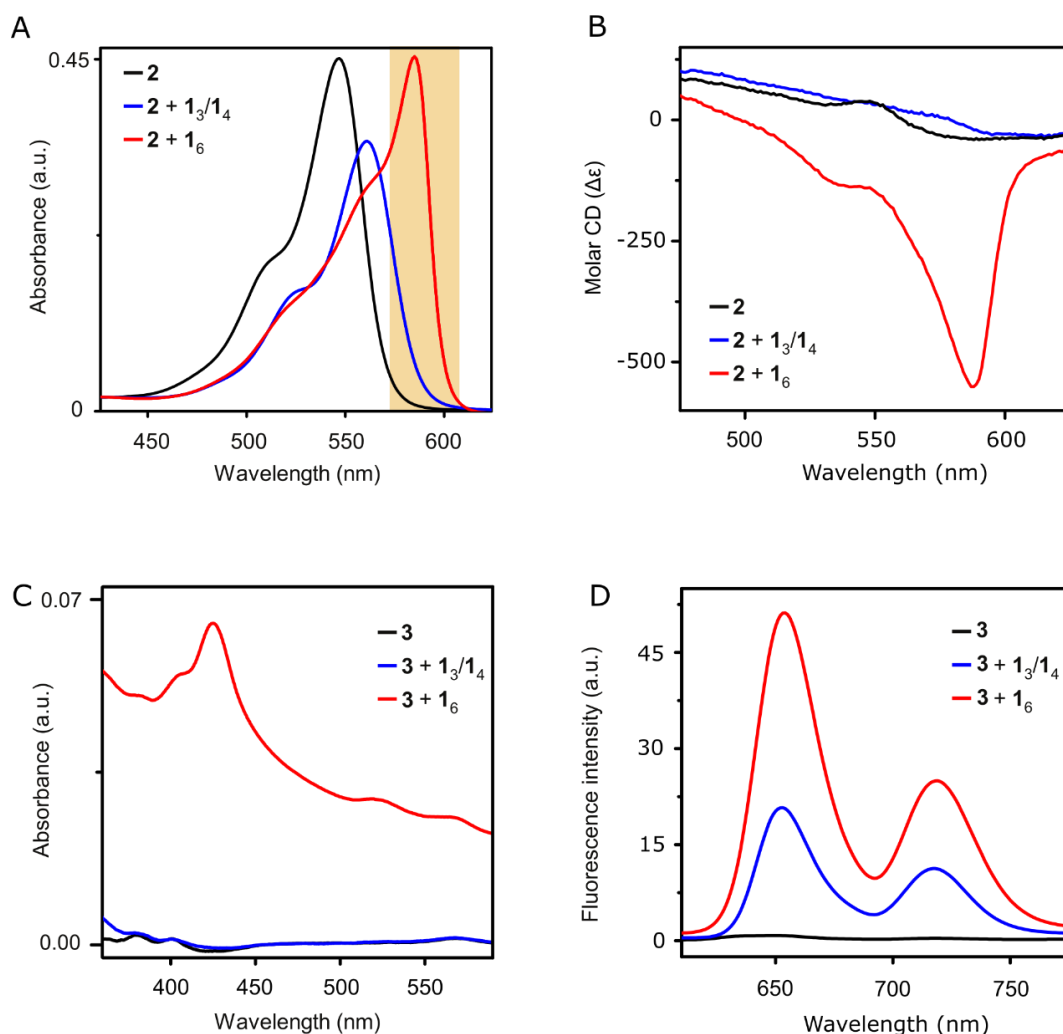 A
0.45
2
2 + 1₃/1₄
2 + 1₆
Absorbance (a.u.)
0
450 500 550 600
Wavelength (nm)
B
0
-250
-500
Molar CD (Δε)
2
2 + 1₃/1₄
2 + 1₆
500 550 600
Wavelength (nm)
C
0.07
3
3 + 1₃/1₄
3 + 1₆
Absorbance (a.u.)
0.00
400 450 500 550
Wavelength (nm)
D
45
30
15
0
Fluorescence intensity (a.u.)
3
3 + 1₃/1₄
3 + 1₆
650 700 750
Wavelength (nm)